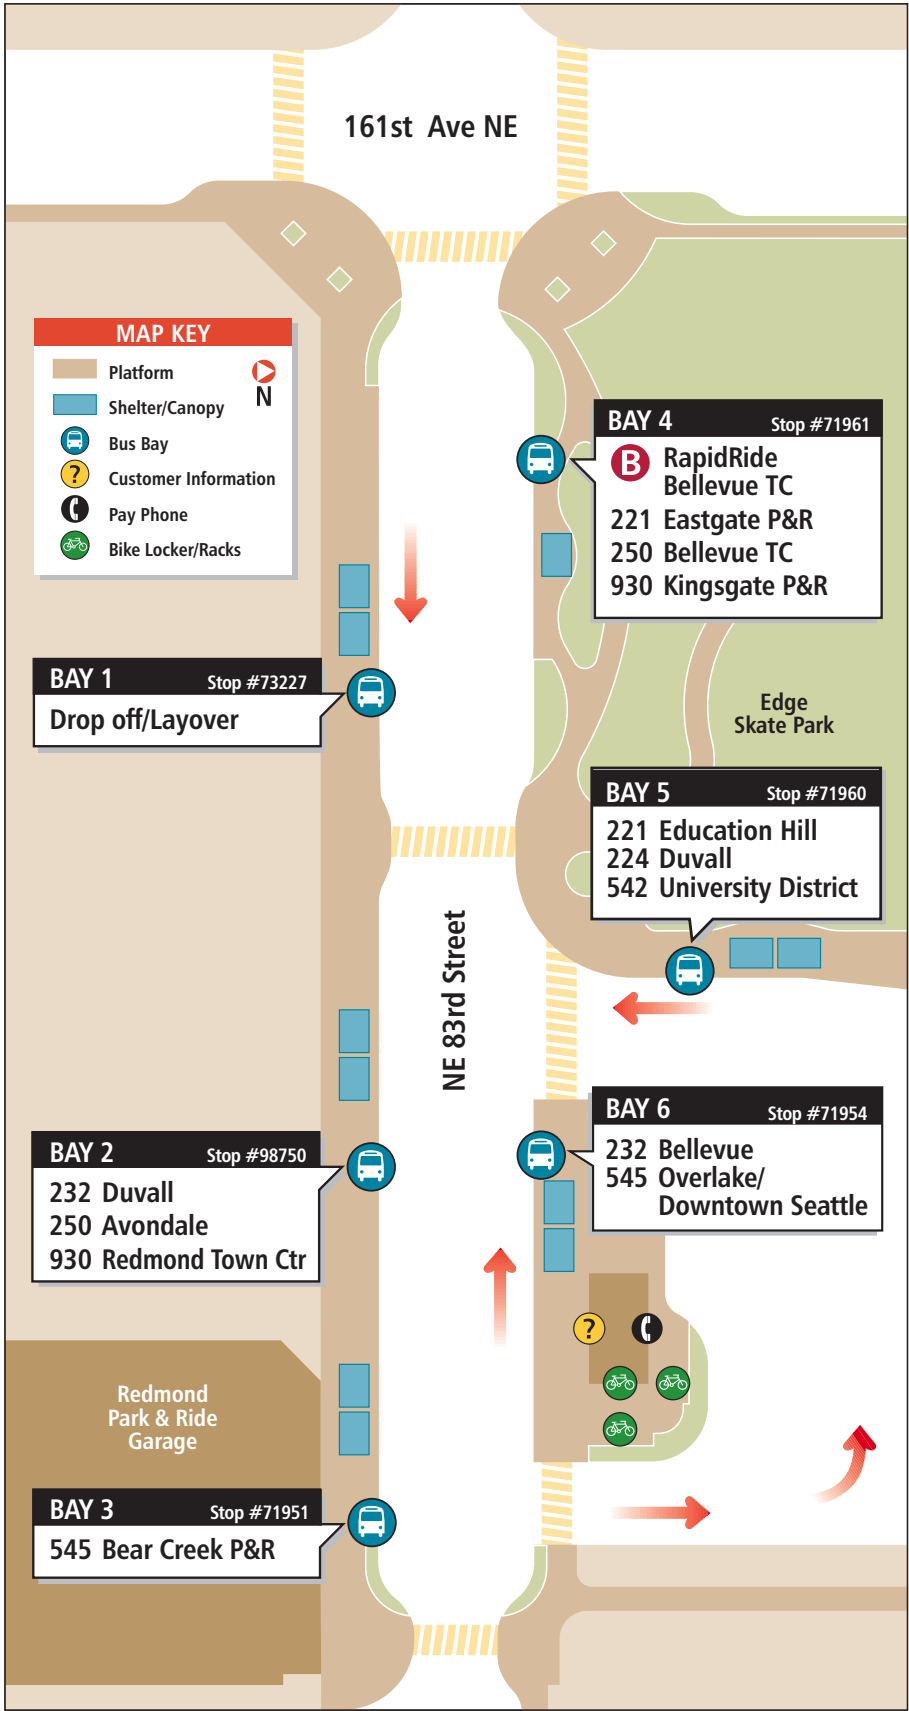 161st Ave NE
MAP KEY
Platform
N
Shelter/Canopy
Bus Bay
? Customer Information
Pay Phone
Bike Locker/Racks
BAY 4 Stop #71961
B RapidRide
Bellevue TC
221 Eastgate P&R
250 Bellevue TC
930 Kingsgate P&R
BAY 1 Stop #73227
Drop off/Layover
Edge
Skate Park
BAY 5 Stop #71960
221 Education Hill
224 Duvall
542 University District
NE 83rd Street
BAY 6 Stop #71954
232 Bellevue
545 Overlake/
Downtown Seattle
BAY 2 Stop #98750
232 Duvall
250 Avondale
930 Redmond Town Ctr
?
Redmond
Park & Ride
Garage
BAY 3 Stop #71951
545 Bear Creek P&R